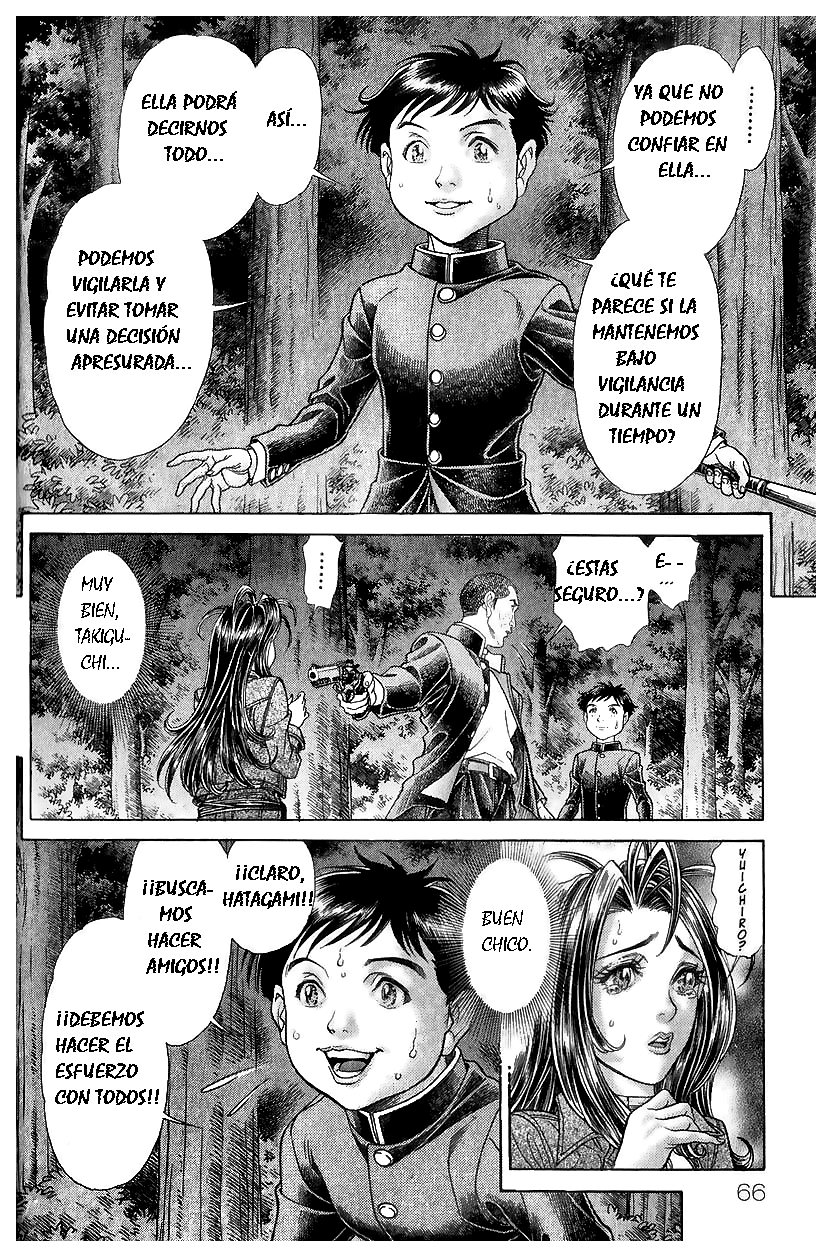 ........
YA QUE NO
PODEMOS
CONFIAR EN
ELLA...
¿QUÉ TE
PARECE SI LA
MANTENEMOS
BAJO
VIGILANCIA
DURANTE UN
TIEMPO?
ASÍ...
ELLA PODRÁ
DECIRNOS
TODO...
PODEMOS
VIGILARLA Y
EVITAR TOMAR
UNA DECISIÓN
APRESURADA...
E--
...
¿ESTAS
SEGURO...?
......
MUY
BIEN,
TAKIGU-
CHI...
YUICHIRO?
BUEN
CHICO.
¡¡CLARO,
HATAGAMI!!
¡¡BUSCA-
MOS
HACER
AMIGOS!!
¡¡DEBEMOS
HACER EL
ESFUERZO
CON TODOS!!
66